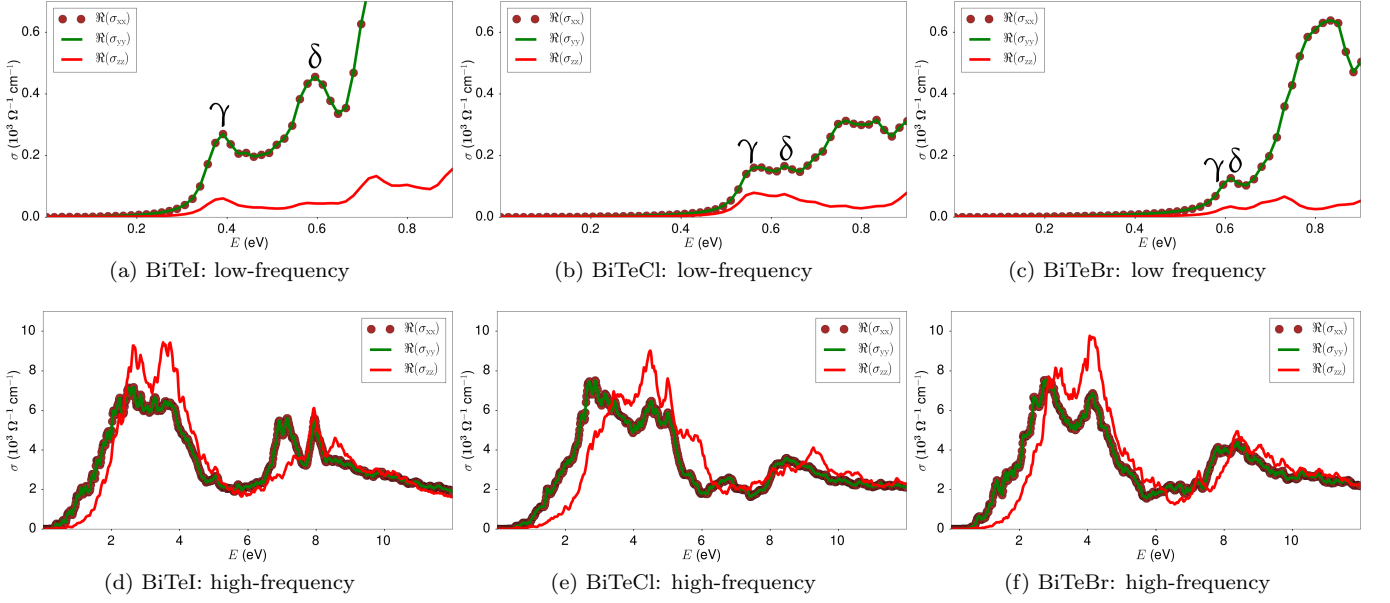 0.6
0.4
0.2
0.0
σ (10³ Ω⁻¹ cm⁻¹)
ℜ(σxx)
ℜ(σyy)
ℜ(σzz)
γ
δ
0.2 0.4 0.6 0.8
E (eV)
(a) BiTeI: low-frequency
0.6
0.4
0.2
0.0
σ (10³ Ω⁻¹ cm⁻¹)
ℜ(σxx)
ℜ(σyy)
ℜ(σzz)
γ δ
0.2 0.4 0.6 0.8
E (eV)
(b) BiTeCl: low-frequency
0.6
0.4
0.2
0.0
σ (10³ Ω⁻¹ cm⁻¹)
ℜ(σxx)
ℜ(σyy)
ℜ(σzz)
γ δ
0.2 0.4 0.6 0.8
E (eV)
(c) BiTeBr: low frequency
10
8
6
4
2
0
σ (10³ Ω⁻¹ cm⁻¹)
ℜ(σxx)
ℜ(σyy)
ℜ(σzz)
2 4 6 8 10
E (eV)
(d) BiTeI: high-frequency
10
8
6
4
2
0
σ (10³ Ω⁻¹ cm⁻¹)
ℜ(σxx)
ℜ(σyy)
ℜ(σzz)
2 4 6 8 10
E (eV)
(e) BiTeCl: high-frequency
10
8
6
4
2
0
σ (10³ Ω⁻¹ cm⁻¹)
ℜ(σxx)
ℜ(σyy)
ℜ(σzz)
2 4 6 8 10
E (eV)
(f) BiTeBr: high-frequency